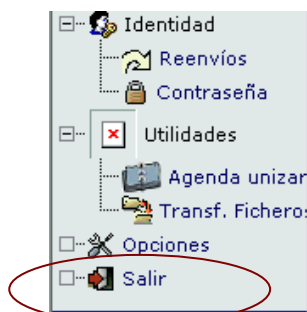 Identidad
Reenvíos
Contraseña
Utilidades
Agenda unizar
Transf. Ficheros
Opciones
Salir